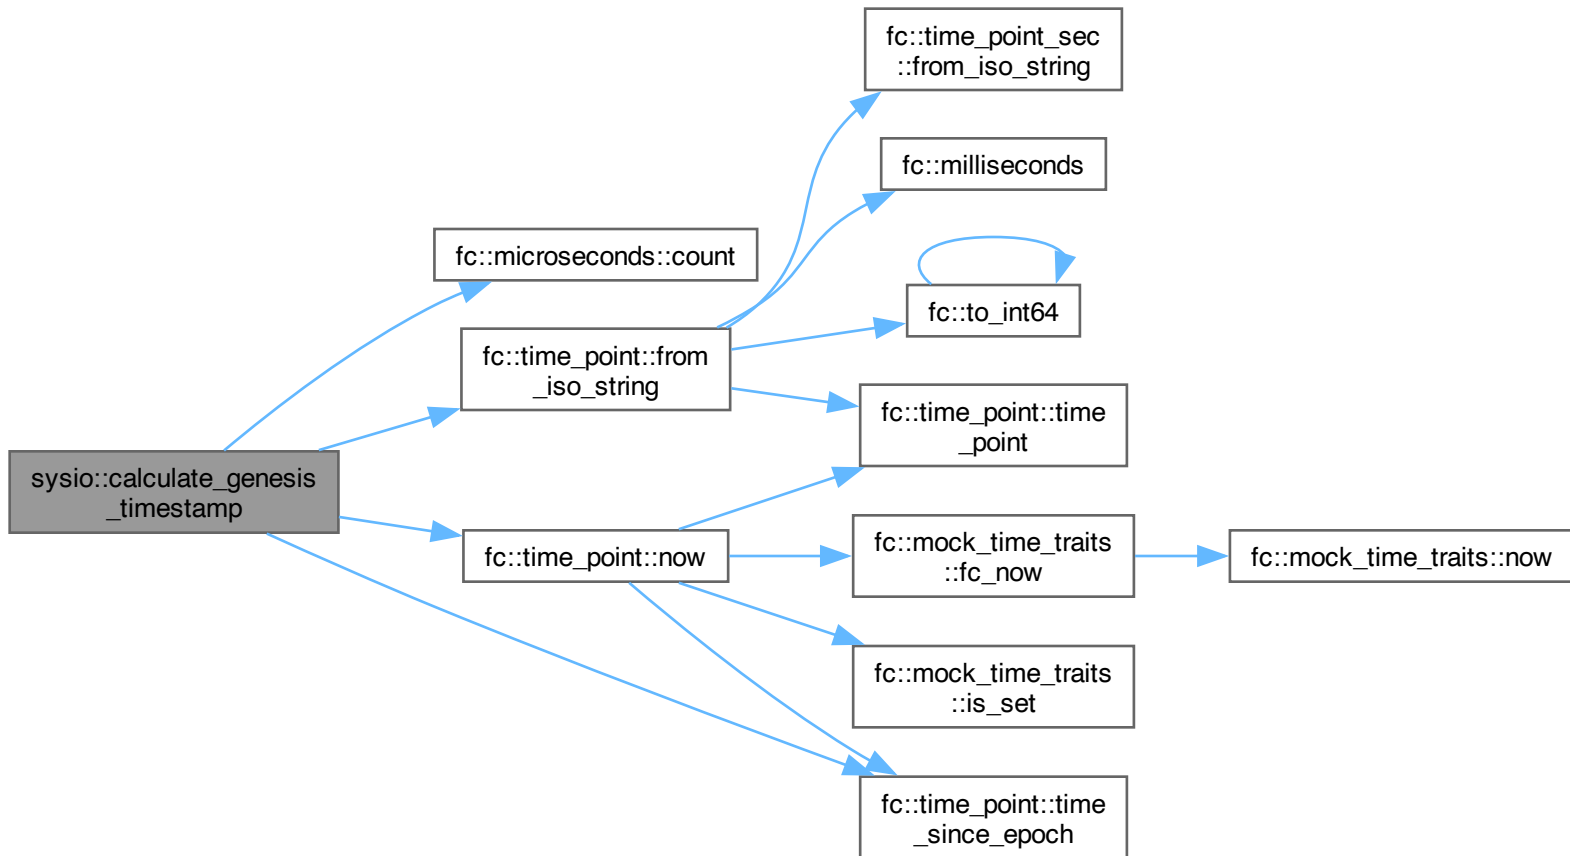 fc::time_point_sec
::from_iso_string
fc::milliseconds
fc::microseconds::count
fc::to_int64
fc::time_point::from
_iso_string
fc::time_point::time
_point
sysio::calculate_genesis
_timestamp
fc::time_point::now
fc::mock_time_traits
::fc_now
fc::mock_time_traits::now
fc::mock_time_traits
::is_set
fc::time_point::time
_since_epoch